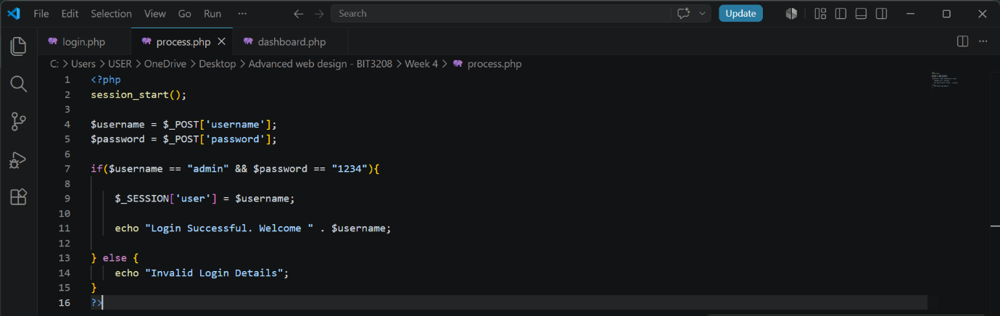 File Edit Selection View Go Run ··· Search Update
login.php process.php dashboard.php
C: > Users > USER > OneDrive > Desktop > Advanced web design - BIT3208 > Week 4 > process.php
1 <?php
2 session_start();
3
4 $username = $_POST['username'];
5 $password = $_POST['password'];
6
7 if($username == "admin" && $password == "1234"){
8
9 $_SESSION['user'] = $username;
10
11 echo "Login Successful. Welcome " . $username;
12
13 } else {
14 echo "Invalid Login Details";
15 }
16 ?>